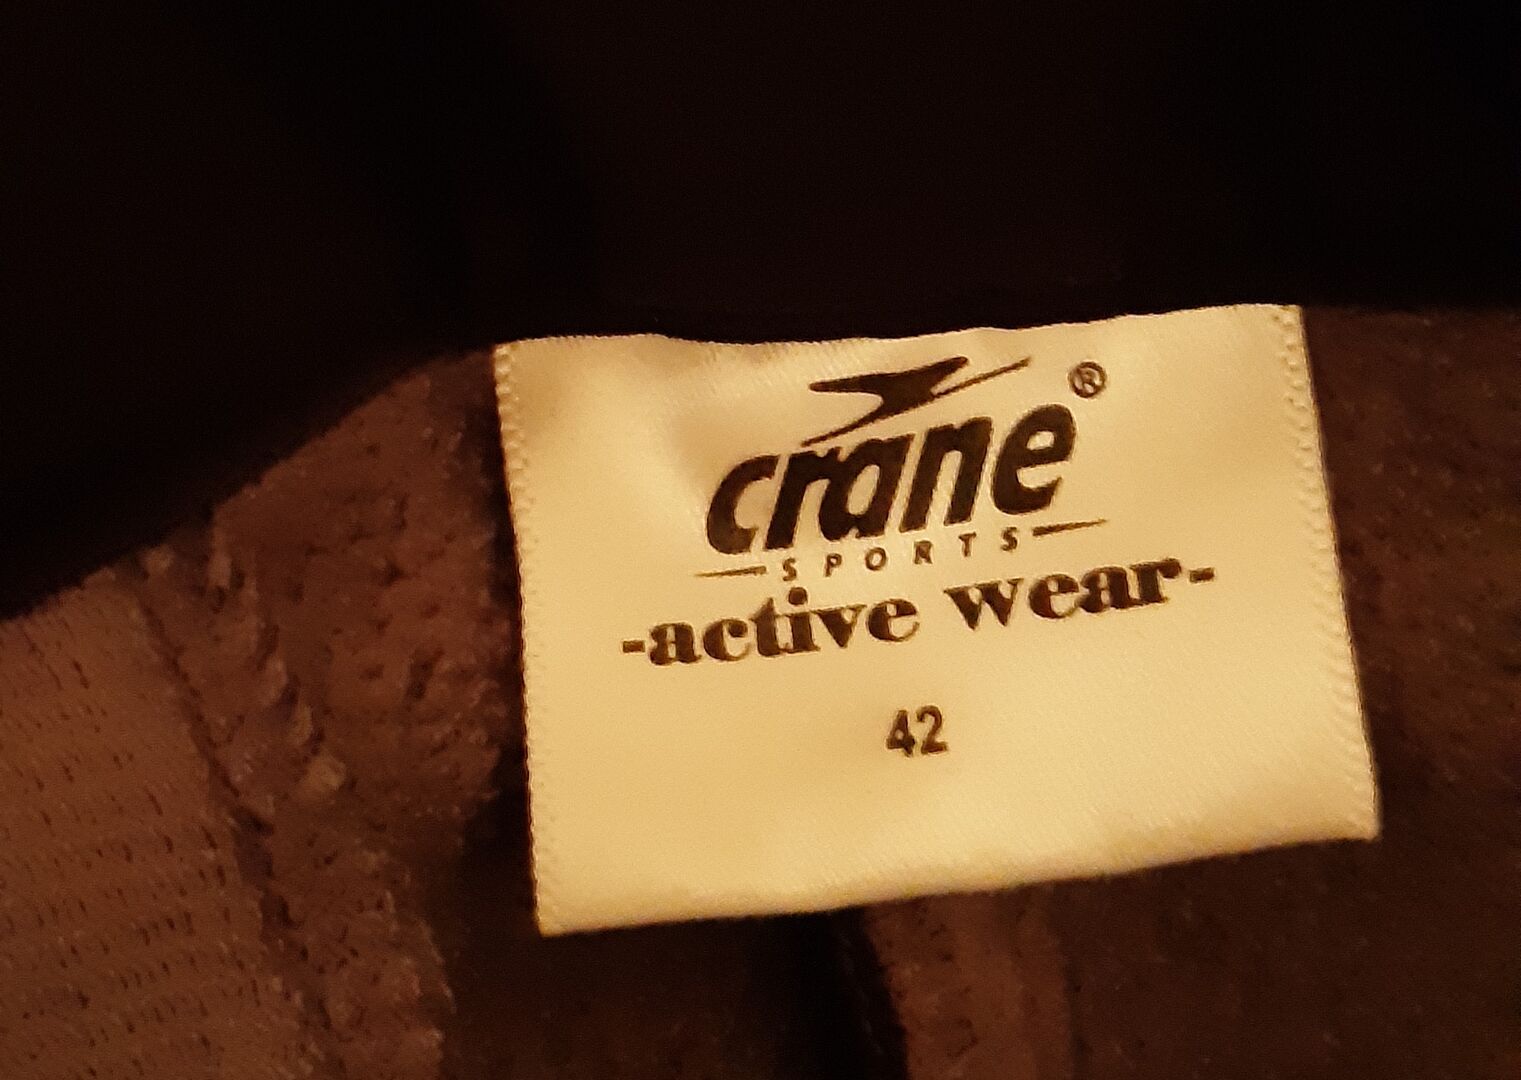 crane®
SPORTS
-active wear-
42